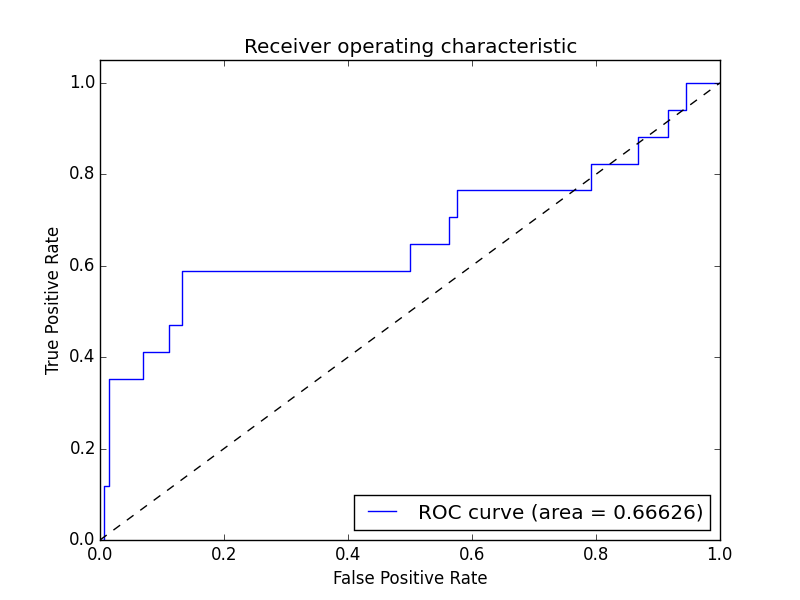 Receiver operating characteristic
1.0
0.8
0.6
0.4
0.2
0.0
True Positive Rate
ROC curve (area = 0.66626)
0.0 0.2 0.4 0.6 0.8 1.0
False Positive Rate